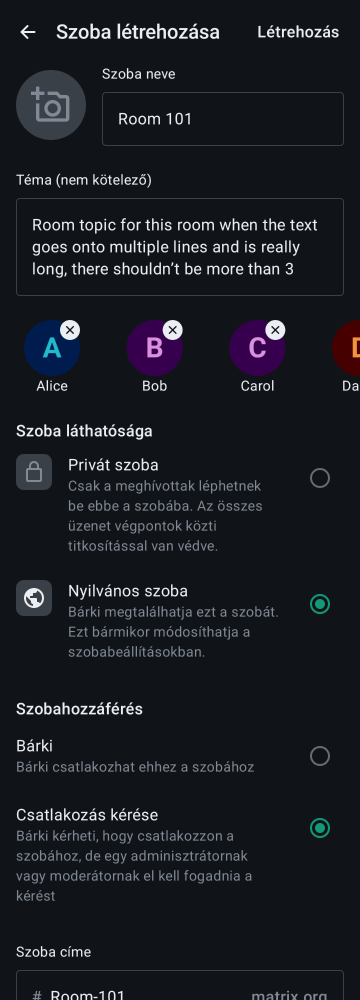 Szoba létrehozása
Létrehozás
Szoba neve
Room 101
Téma (nem kötelező)
Room topic for this room when the text
goes onto multiple lines and is really
long, there shouldn’t be more than 3
A
B
C
Alice
Bob
Carol
Szoba láthatósága
Privát szoba
Csak a meghívottak léphetnek
be ebbe a szobába. Az összes
üzenet végpontok közti
titkosítással van védve.
Nyilvános szoba
Bárki megtalálhatja ezt a szobát.
Ezt bármikor módosíthatja a
szobabeállításokban.
Szobahozzáférés
Bárki
Bárki csatlakozhat ehhez a szobához
Csatlakozás kérése
Bárki kérheti, hogy csatlakozzon a
szobához, de egy adminisztrátornak
vagy moderátornak el kell fogadnia a
kérést
Szoba címe
# Room-101
matrix.org